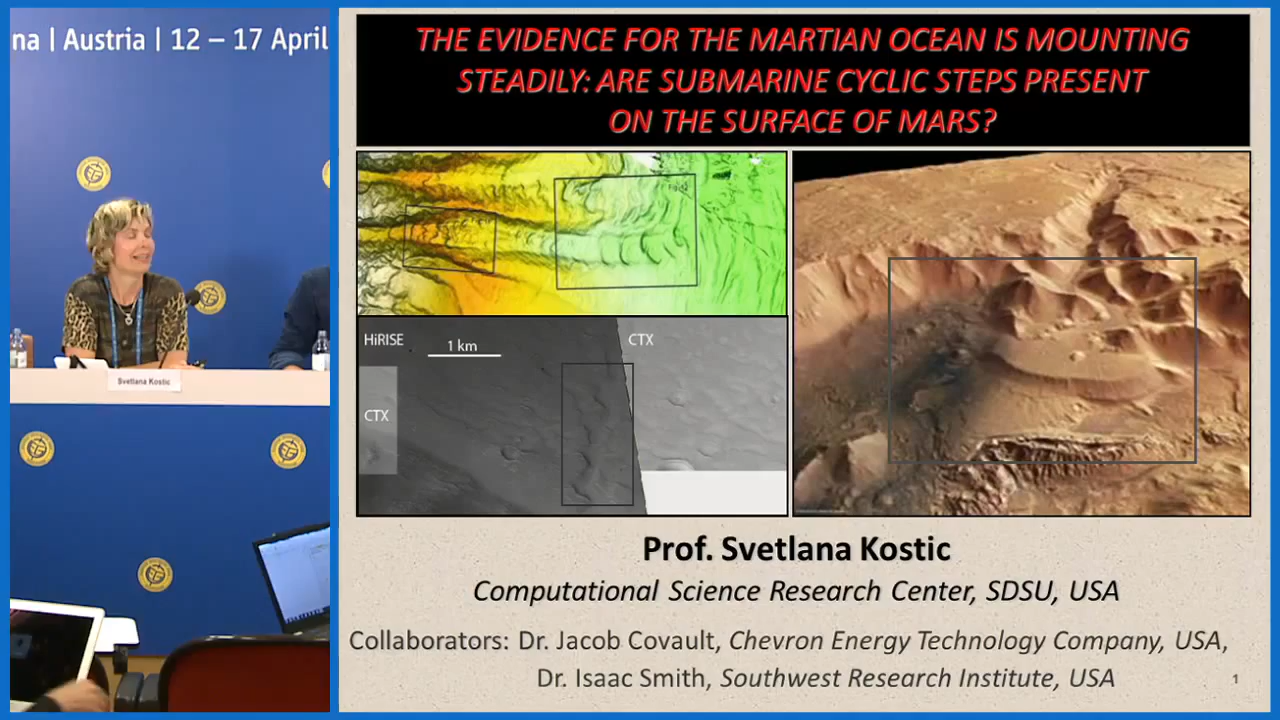 na | Austria | 12 – 17 April
Svetlana Kostic
THE EVIDENCE FOR THE MARTIAN OCEAN IS MOUNTING
STEADILY: ARE SUBMARINE CYCLIC STEPS PRESENT
ON THE SURFACE OF MARS?
HiRISE
1 km
CTX
CTX
Prof. Svetlana Kostic
Computational Science Research Center, SDSU, USA
Collaborators: Dr. Jacob Covault, Chevron Energy Technology Company, USA,
Dr. Isaac Smith, Southwest Research Institute, USA
1